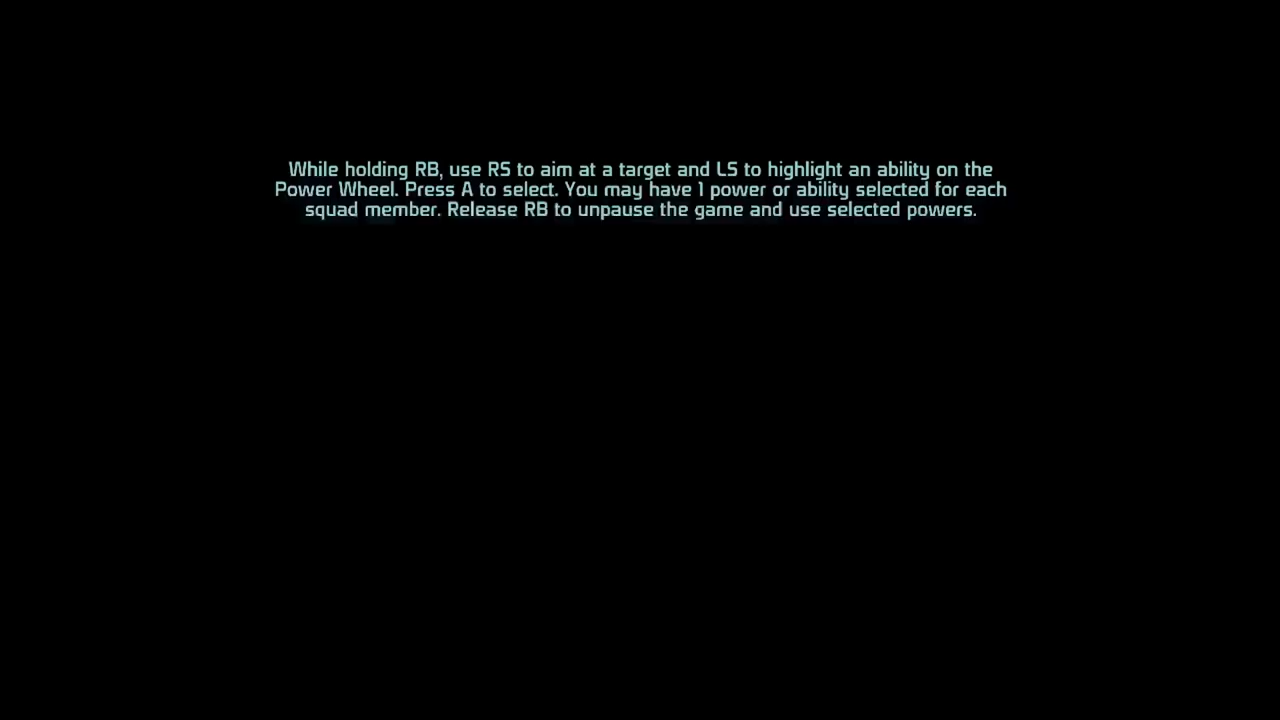 While holding RB, use RS to aim at a target and LS to highlight an ability on the
Power Wheel. Press A to select. You may have 1 power or ability selected for each
squad member. Release RB to unpause the game and use selected powers.